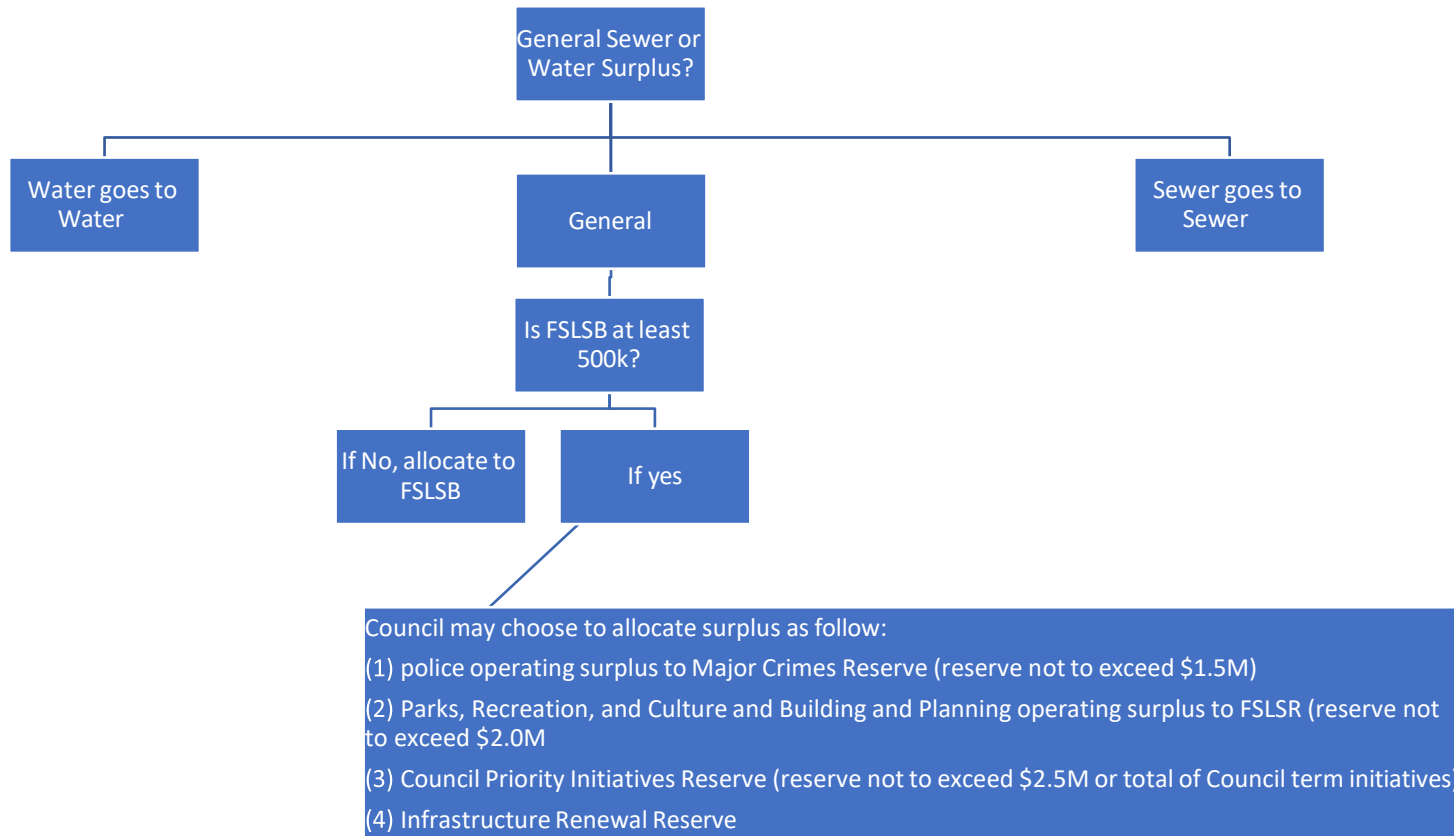 General Sewer or
Water Surplus?
Water goes to
Water
General
Sewer goes to
Sewer
Is FSLSB at least
500k?
If No, allocate to
FSLSB
If yes
Council may choose to allocate surplus as follow:
(1) police operating surplus to Major Crimes Reserve (reserve not to exceed $1.5M)
(2) Parks, Recreation, and Culture and Building and Planning operating surplus to FSLSR (reserve not
to exceed $2.0M
(3) Council Priority Initiatives Reserve (reserve not to exceed $2.5M or total of Council term initiatives)
(4) Infrastructure Renewal Reserve